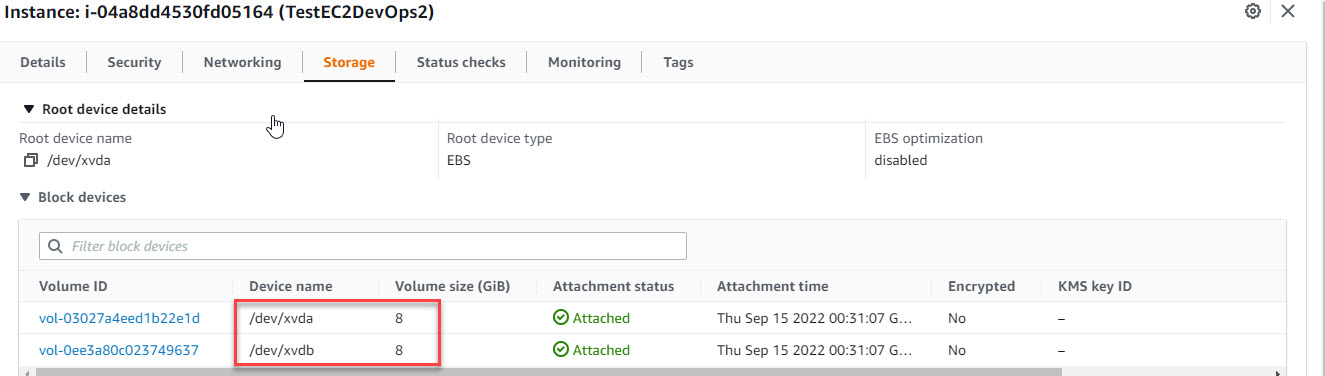 Instance: i-04a8dd4530fd05164 (TestEC2DevOps2)
Details Security Networking Storage Status checks Monitoring Tags
Root device details
Root device name Root device type EBS optimization
/dev/xvda EBS disabled
Block devices
Filter block devices
Volume ID Device name Volume size (GiB) Attachment status Attachment time Encrypted KMS key ID
vol-03027a4eed1b22e1d /dev/xvda 8 Attached Thu Sep 15 2022 00:31:07 G... No –
vol-0ee3a80c023749637 /dev/xvdb 8 Attached Thu Sep 15 2022 00:31:07 G... No –